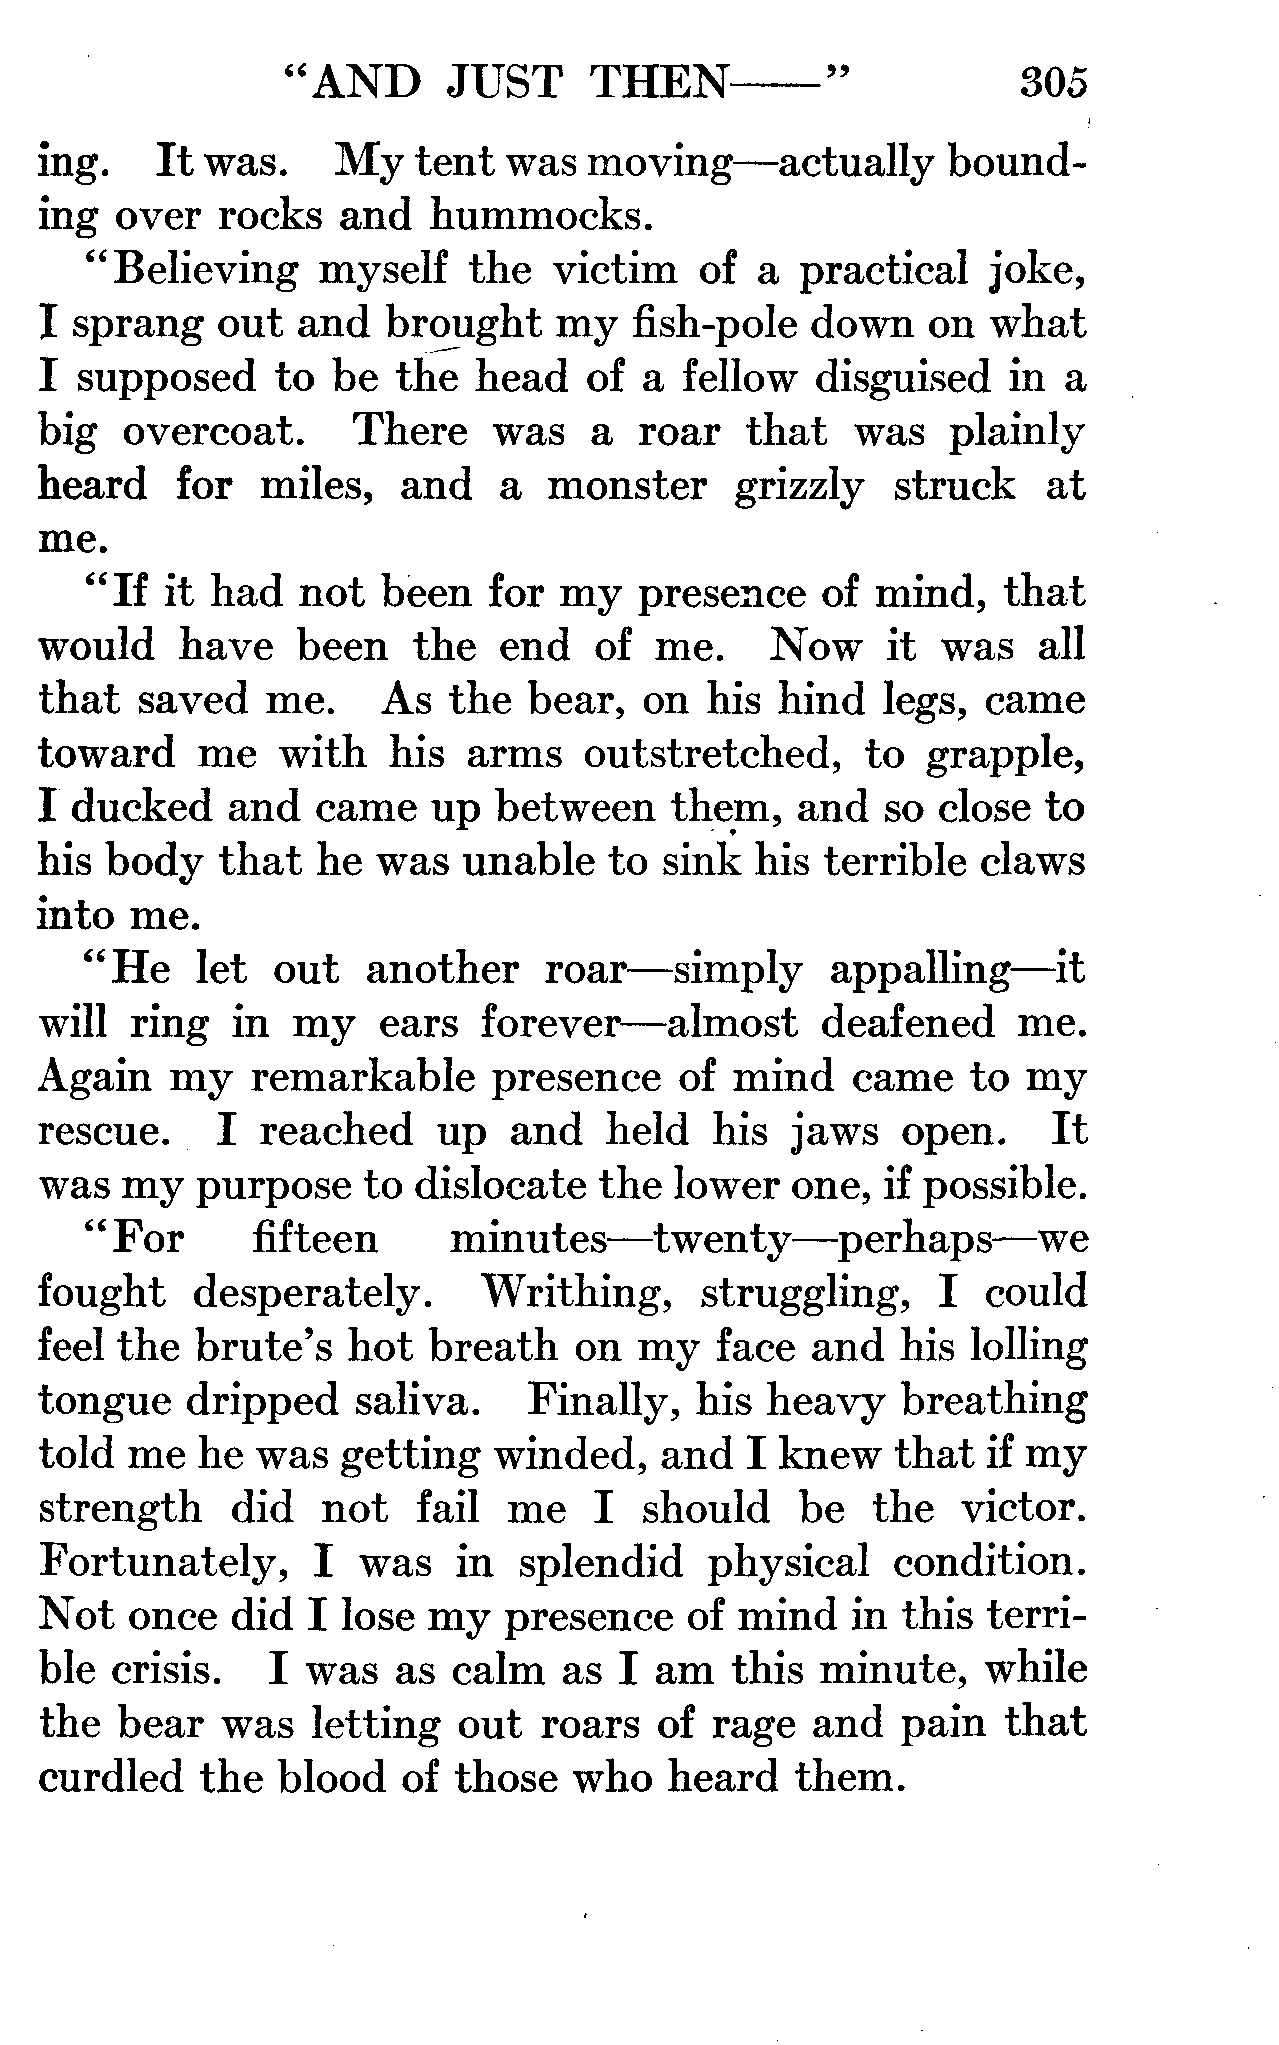 "AND JUST THEN——" 305
ing. It was. My tent was moving—actually bound-
ing over rocks and hummocks.
"Believing myself the victim of a practical joke,
I sprang out and brought my fish-pole down on what
I supposed to be the head of a fellow disguised in a
big overcoat. There was a roar that was plainly
heard for miles, and a monster grizzly struck at
me.
"If it had not been for my presence of mind, that
would have been the end of me. Now it was all
that saved me. As the bear, on his hind legs, came
toward me with his arms outstretched, to grapple,
I ducked and came up between them, and so close to
his body that he was unable to sink his terrible claws
into me.
"He let out another roar—simply appalling—it
will ring in my ears forever—almost deafened me.
Again my remarkable presence of mind came to my
rescue. I reached up and held his jaws open. It
was my purpose to dislocate the lower one, if possible.
"For fifteen minutes—twenty—perhaps—we
fought desperately. Writhing, struggling, I could
feel the brute's hot breath on my face and his lolling
tongue dripped saliva. Finally, his heavy breathing
told me he was getting winded, and I knew that if my
strength did not fail me I should be the victor.
Fortunately, I was in splendid physical condition.
Not once did I lose my presence of mind in this terri-
ble crisis. I was as calm as I am this minute, while
the bear was letting out roars of rage and pain that
curdled the blood of those who heard them.